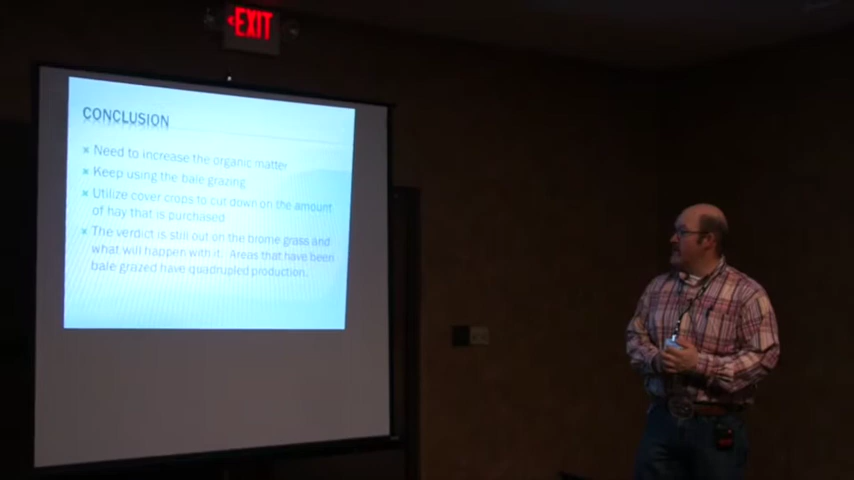 EXIT
CONCLUSION
Need to increase the organic matter
Keep using the bale grazing
Utilize cover crops to cut down on the amount
of hay that is purchased
The verdict is still out on the brome grass and
what will happen with it. Areas that have been
bale grazed have quadrupled production.